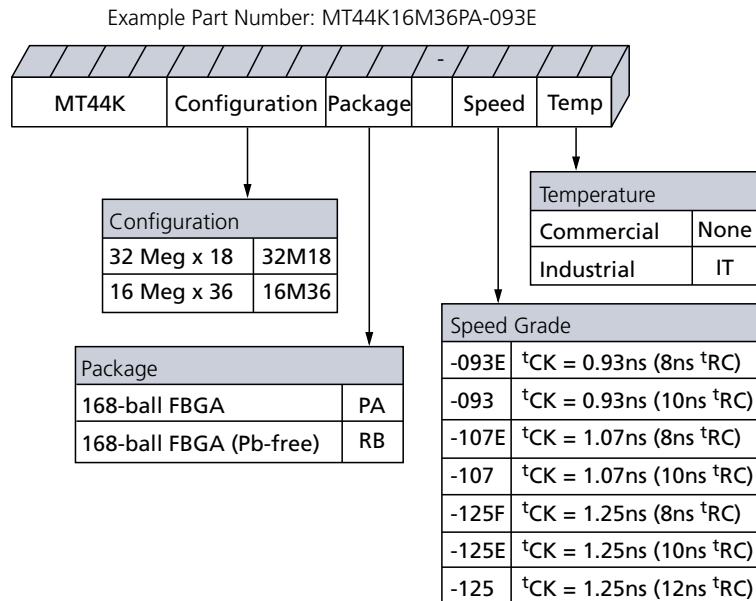 Example Part Number: MT44K16M36PA-093E
-
MT44K Configuration Package Speed Temp
Configuration
32 Meg x 18 32M18
16 Meg x 36 16M36
Package
168-ball FBGA PA
168-ball FBGA (Pb-free) RB
Temperature
Commercial None
Industrial IT
Speed Grade
-093E tCK = 0.93ns (8ns tRC)
-093 tCK = 0.93ns (10ns tRC)
-107E tCK = 1.07ns (8ns tRC)
-107 tCK = 1.07ns (10ns tRC)
-125F tCK = 1.25ns (8ns tRC)
-125E tCK = 1.25ns (10ns tRC)
-125 tCK = 1.25ns (12ns tRC)